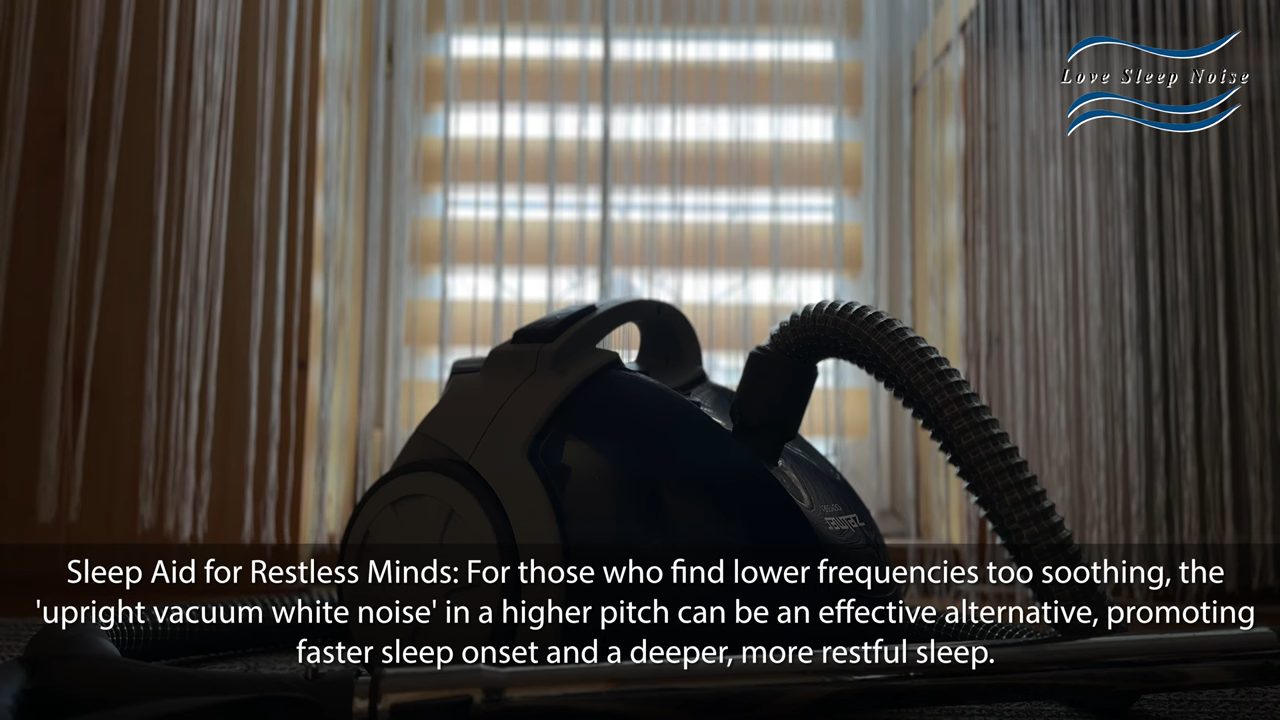 Love Sleep Noise
zelmer
Sleep Aid for Restless Minds: For those who find lower frequencies too soothing, the
'upright vacuum white noise' in a higher pitch can be an effective alternative, promoting
faster sleep onset and a deeper, more restful sleep.